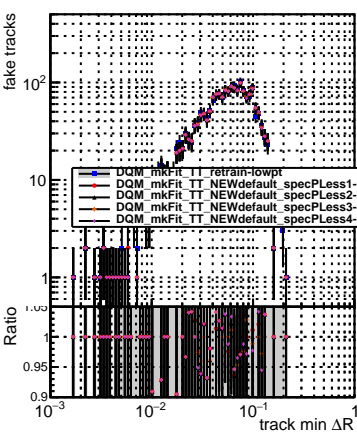 fake tracks
10²
10
1
DQM_mkFit_TT_retrain-lowpt
DQM_mkFit_TT_NEWdefault_specPLess1-
DQM_mkFit_TT_NEWdefault_specPLess2-
DQM_mkFit_TT_NEWdefault_specPLess3-
DQM_mkFit_TT_NEWdefault_specPLess4-
Ratio
1.05
1
0.95
0.9
10⁻³ 10⁻² 10⁻¹ 1
track min ΔR